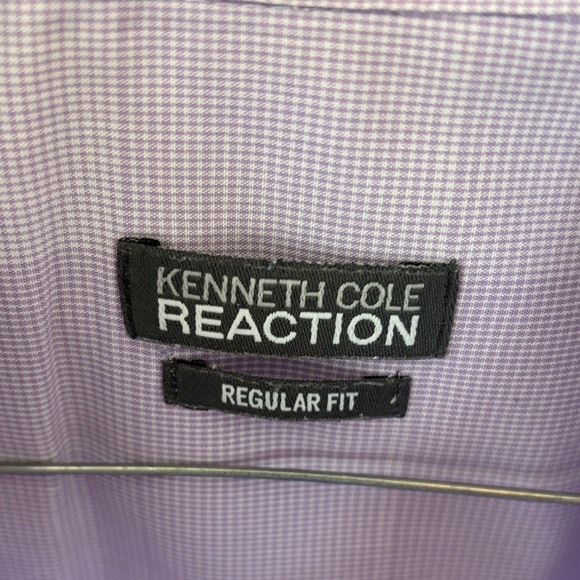 KENNETH COLE
REACTION
REGULAR FIT